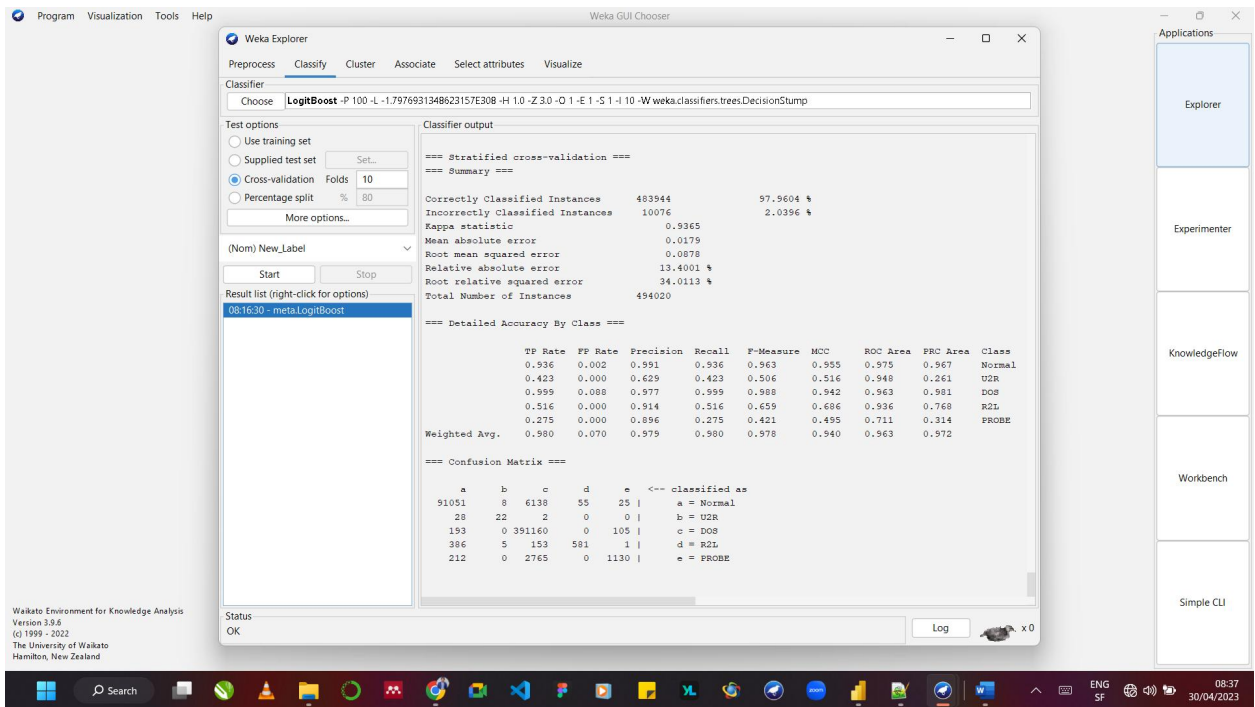 Program Visualization Tools Help
Weka GUI Chooser
Applications
Explorer
Experimenter
KnowledgeFlow
Workbench
Simple CLI
Weka Explorer
Preprocess Classify Cluster Associate Select attributes Visualize
Classifier
Choose LogitBoost -P 100 -L -1.7976931348623157E308 -H 1.0 -Z 3.0 -O 1 -E 1 -S 1 -I 10 -W weka.classifiers.trees.DecisionStump
Test options
Use training set
Supplied test set Set...
Cross-validation Folds 10
Percentage split % 80
More options...
(Nom) New_Label
Start Stop
Result list (right-click for options)
08:16:30 - meta.LogitBoost
Classifier output
=== Stratified cross-validation ===
=== Summary ===
Correctly Classified Instances 483944 97.9604 %
Incorrectly Classified Instances 10076 2.0396 %
Kappa statistic 0.9365
Mean absolute error 0.0179
Root mean squared error 0.0878
Relative absolute error 13.4001 %
Root relative squared error 34.0113 %
Total Number of Instances 494020
=== Detailed Accuracy By Class ===
TP Rate FP Rate Precision Recall F-Measure MCC ROC Area PRC Area Class
0.936 0.002 0.991 0.936 0.963 0.955 0.975 0.967 Normal
0.423 0.000 0.629 0.423 0.506 0.516 0.948 0.261 U2R
0.999 0.088 0.977 0.999 0.988 0.942 0.963 0.981 DOS
0.516 0.000 0.914 0.516 0.659 0.686 0.936 0.768 R2L
0.275 0.000 0.896 0.275 0.421 0.495 0.711 0.314 PROBE
Weighted Avg. 0.980 0.070 0.979 0.980 0.978 0.940 0.963 0.972
=== Confusion Matrix ===
a b c d e <-- classified as
91051 8 6138 55 25 | a = Normal
28 22 2 0 0 | b = U2R
193 0 391160 0 105 | c = DOS
386 5 153 581 1 | d = R2L
212 0 2765 0 1130 | e = PROBE
Status
OK
Log x 0
Waikato Environment for Knowledge Analysis
Version 3.9.6
(c) 1999 - 2022
The University of Waikato
Hamilton, New Zealand
Search
zoom
ENG
SF
08:37
30/04/2023